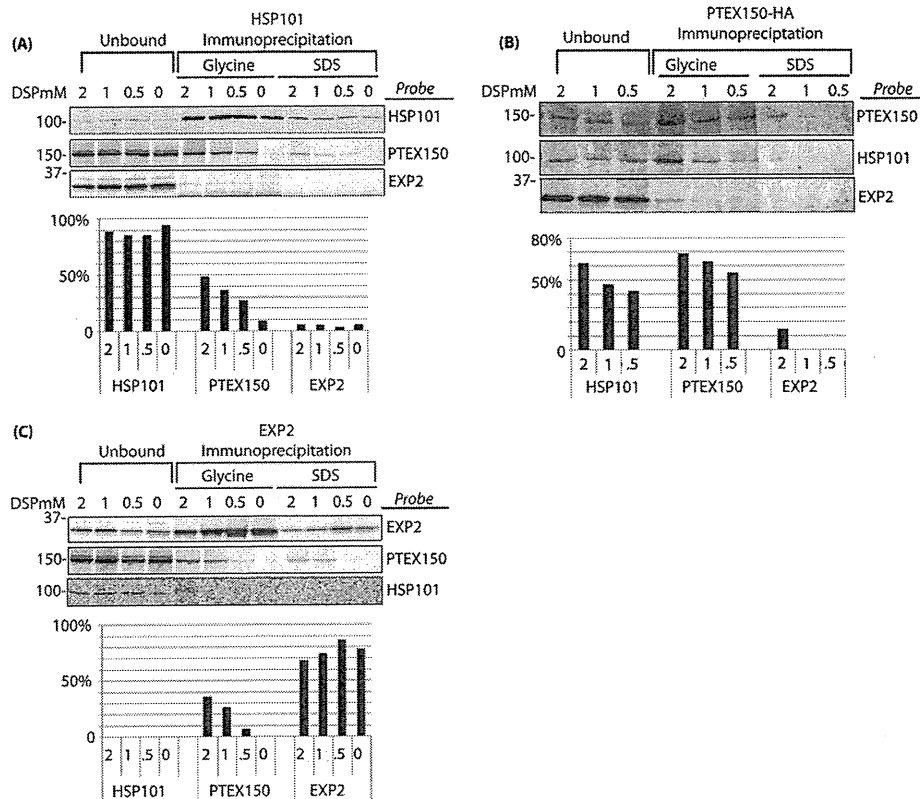 (A)
HSP101
Unbound Immunoprecipitation
Glycine SDS
DSPmM 2 1 0.5 0 2 1 0.5 0 2 1 0.5 0 Probe
100- HSP101
150- PTEX150
37- EXP2
100%
50%
0
2 1 .5 0 2 1 .5 0 2 1 .5 0
HSP101 PTEX150 EXP2
(B)
PTEX150-HA
Unbound Immunopreciptation
Glycine SDS
DSPmM 2 1 0.5 2 1 0.5 2 1 0.5 Probe
150- PTEX150
100- HSP101
37- EXP2
80%
50%
0
2 1 .5 2 1 .5 2 1 .5
HSP101 PTEX150 EXP2
(C)
EXP2
Unbound Immunoprecipitation
Glycine SDS
DSPmM 2 1 0.5 0 2 1 0.5 0 2 1 0.5 0 Probe
37- EXP2
150- PTEX150
100- HSP101
100%
50%
0
2 1 .5 0 2 1 .5 0 2 1 .5 0
HSP101 PTEX150 EXP2